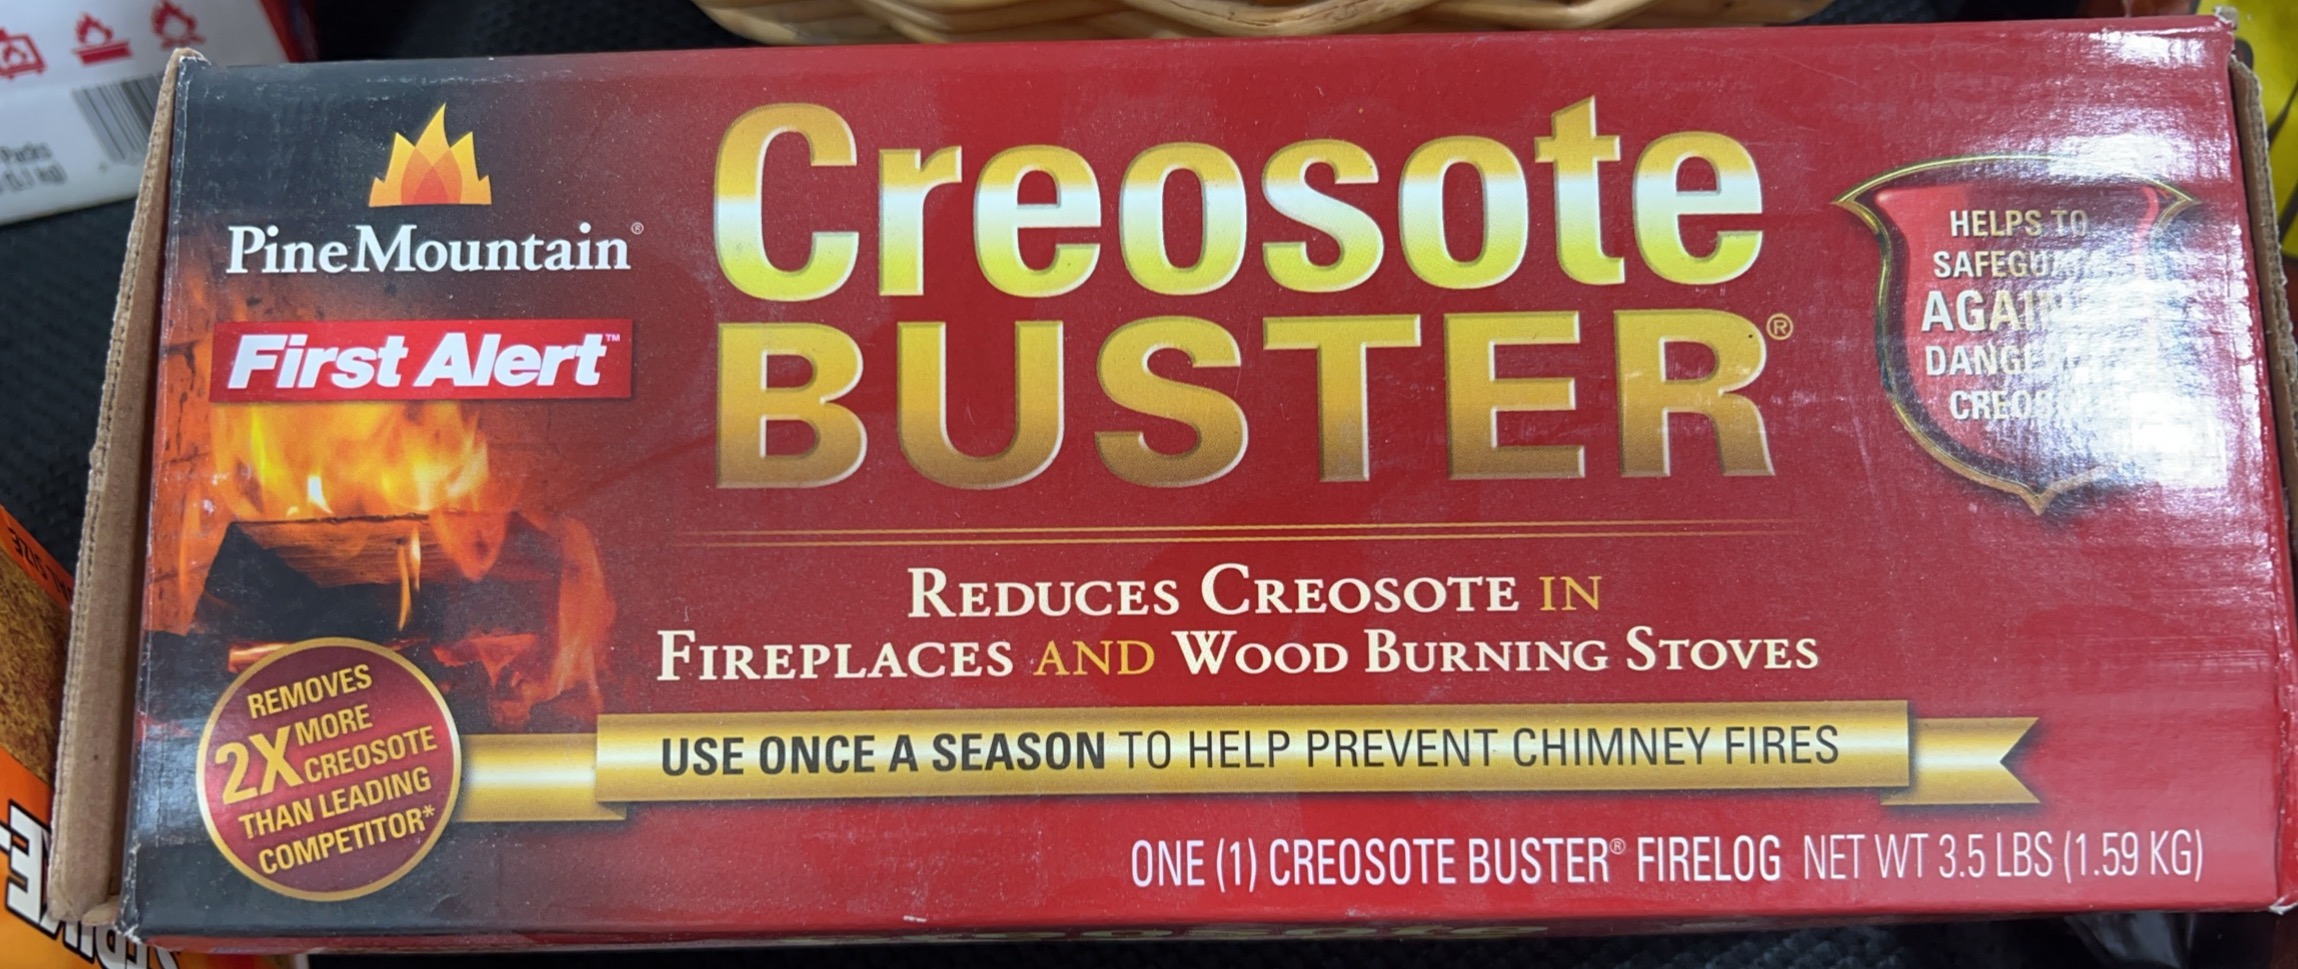 PineMountain®
First Alert™
Creosote
BUSTER®
HELPS TO
DANGE
REDUCES CREOSOTE IN
FIREPLACES AND WOOD BURNING STOVES
USE ONCE A SEASON TO HELP PREVENT CHIMNEY FIRES
REMOVES
2X MORE
CREOSOTE
THAN LEADING
COMPETITOR*
ONE (1) CREOSOTE BUSTER® FIRELOG NET WT 3.5 LBS (1.59 KG)
Packs